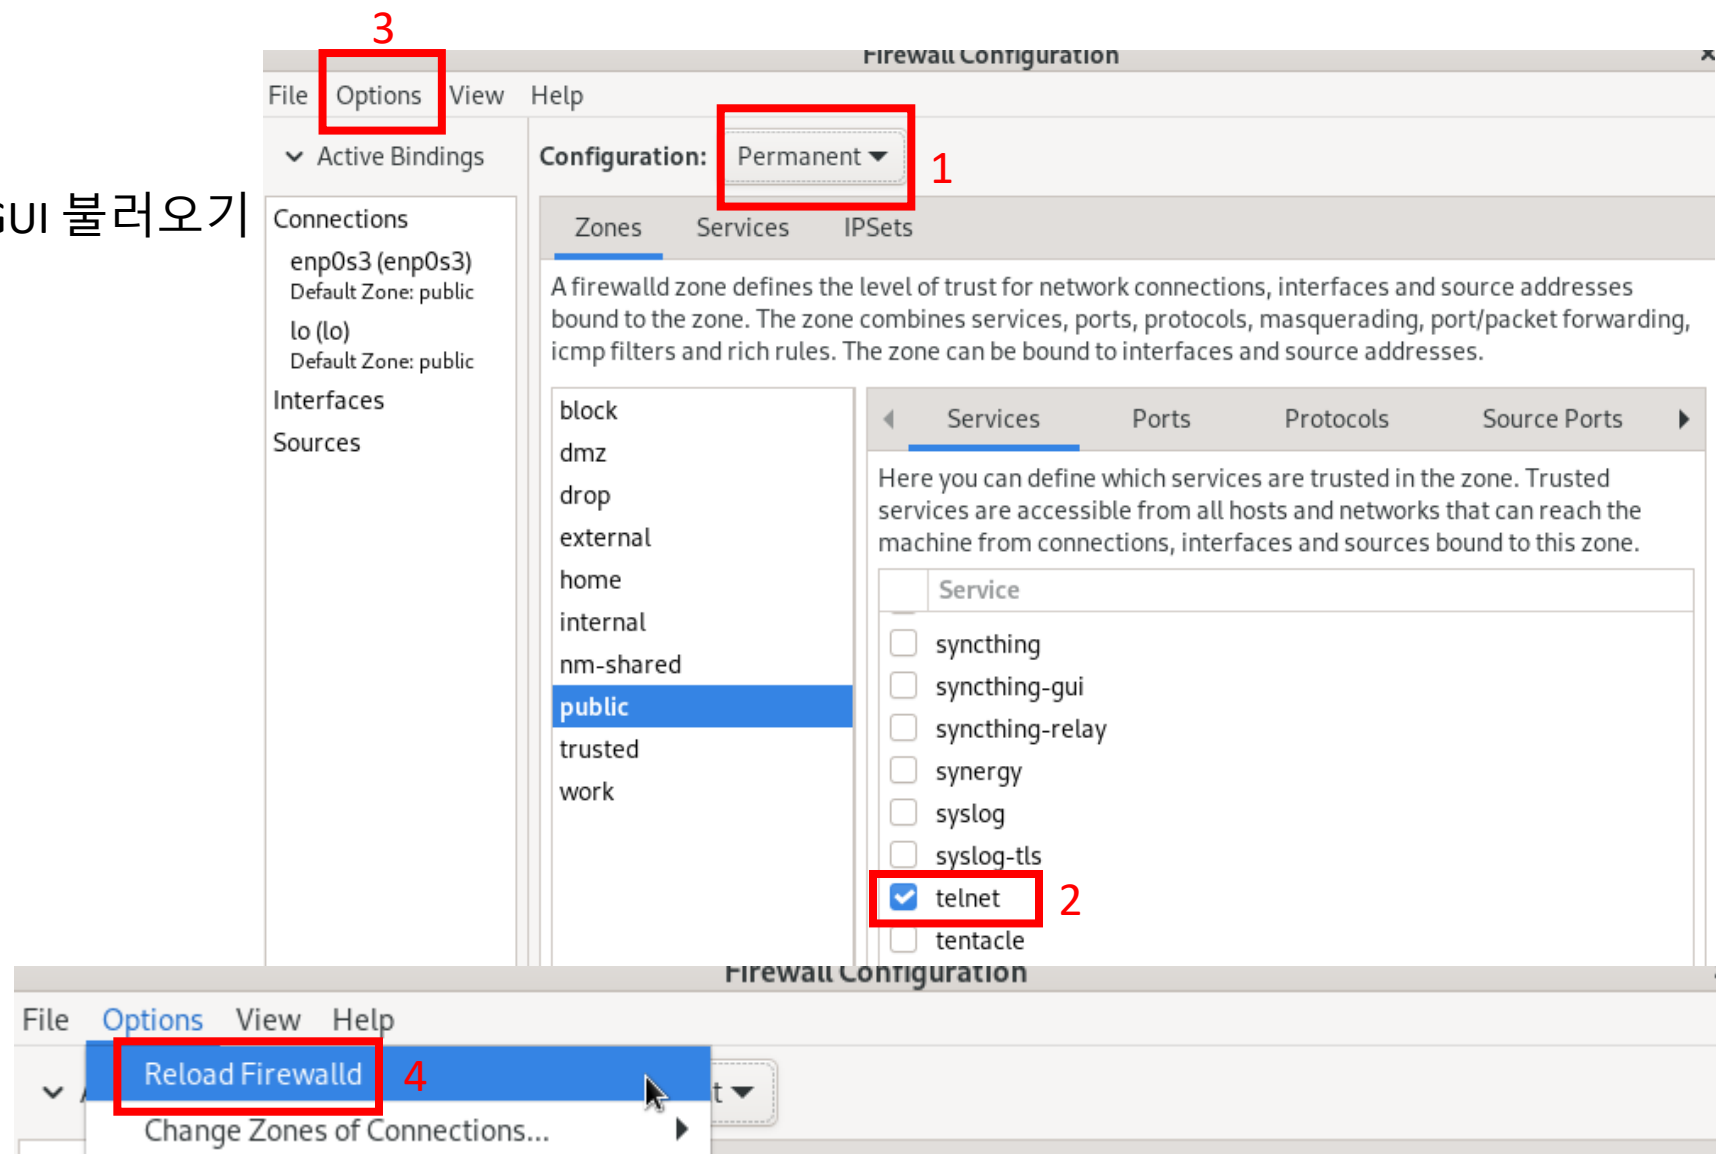 3
Firewall Configuration
File Options View Help
Active Bindings
Configuration: Permanent
1
GUI 불러오기
Connections
enp0s3 (enp0s3)
Default Zone: public
lo (lo)
Default Zone: public
Interfaces
Sources
Zones Services IPSets
A firewalld zone defines the level of trust for network connections, interfaces and source addresses
bound to the zone. The zone combines services, ports, protocols, masquerading, port/packet forwarding,
icmp filters and rich rules. The zone can be bound to interfaces and source addresses.
block
dmz
drop
external
home
internal
nm-shared
public
trusted
work
Services Ports Protocols Source Ports
Here you can define which services are trusted in the zone. Trusted
services are accessible from all hosts and networks that can reach the
machine from connections, interfaces and sources bound to this zone.
Service
syncthing
syncthing-gui
syncthing-relay
synergy
syslog
syslog-tls
telnet
2
tentacle
Firewall Configuration
File Options View Help
Reload Firewalld
4
t
Change Zones of Connections...